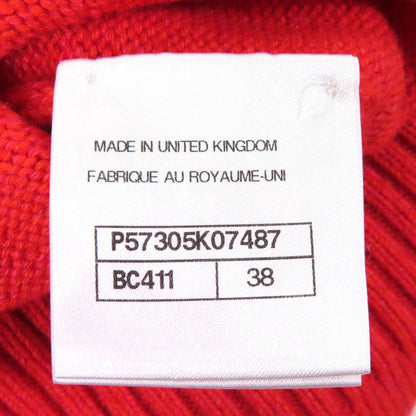 MADE IN UNITED KINGDOM
FABRIQUE AU ROYAUME-UNI
P57305K07487
BC411 38